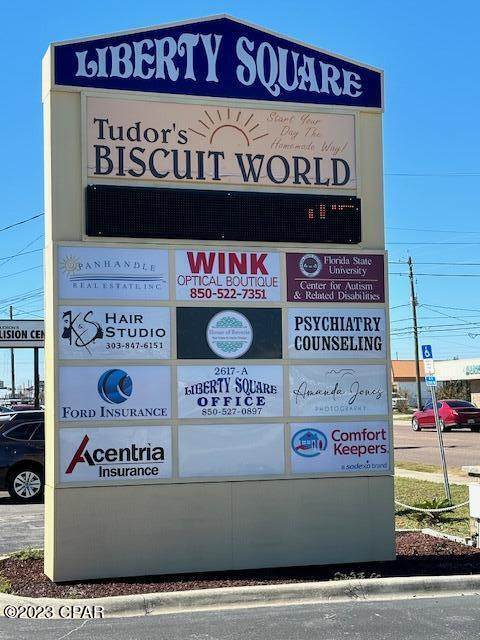 LIBERTY SQUARE
Tudor's
BISCUIT WORLD
Start Your
Day The
Homemade Way!
PANHANDLE
REAL ESTATE, INC
WINK
OPTICAL BOUTIQUE
850-522-7351
Florida State
University
Center for Autism
& Related Disabilities
KS HAIR
STUDIO
303-847-6151
PSYCHIATRY
COUNSELING
FORD INSURANCE
2617-A
LIBERTY SQUARE
OFFICE
850-527-0897
Amanda Jones
PHOTOGRAPHY
Acentria
Insurance
Comfort
Keepers
a sodexo brand
LISION CEN
©2023 CPAR